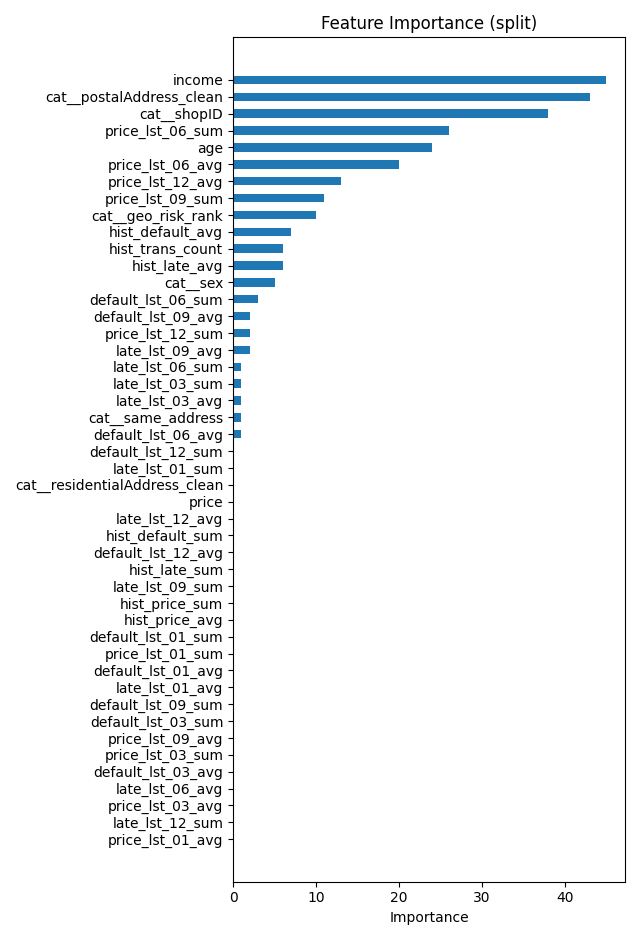 Feature Importance (split)
income
cat__postalAddress_clean
cat__shopID
price_lst_06_sum
age
price_lst_06_avg
price_lst_12_avg
price_lst_09_sum
cat__geo_risk_rank
hist_default_avg
hist_trans_count
hist_late_avg
cat__sex
default_lst_06_sum
default_lst_09_avg
price_lst_12_sum
late_lst_09_avg
late_lst_06_sum
late_lst_03_sum
late_lst_03_avg
cat__same_address
default_lst_06_avg
default_lst_12_sum
late_lst_01_sum
cat__residentialAddress_clean
price
late_lst_12_avg
hist_default_sum
default_lst_12_avg
hist_late_sum
late_lst_09_sum
hist_price_sum
hist_price_avg
default_lst_01_sum
price_lst_01_sum
default_lst_01_avg
late_lst_01_avg
default_lst_09_sum
default_lst_03_sum
price_lst_09_avg
price_lst_03_sum
default_lst_03_avg
late_lst_06_avg
price_lst_03_avg
late_lst_12_sum
price_lst_01_avg
0 10 20 30 40
Importance